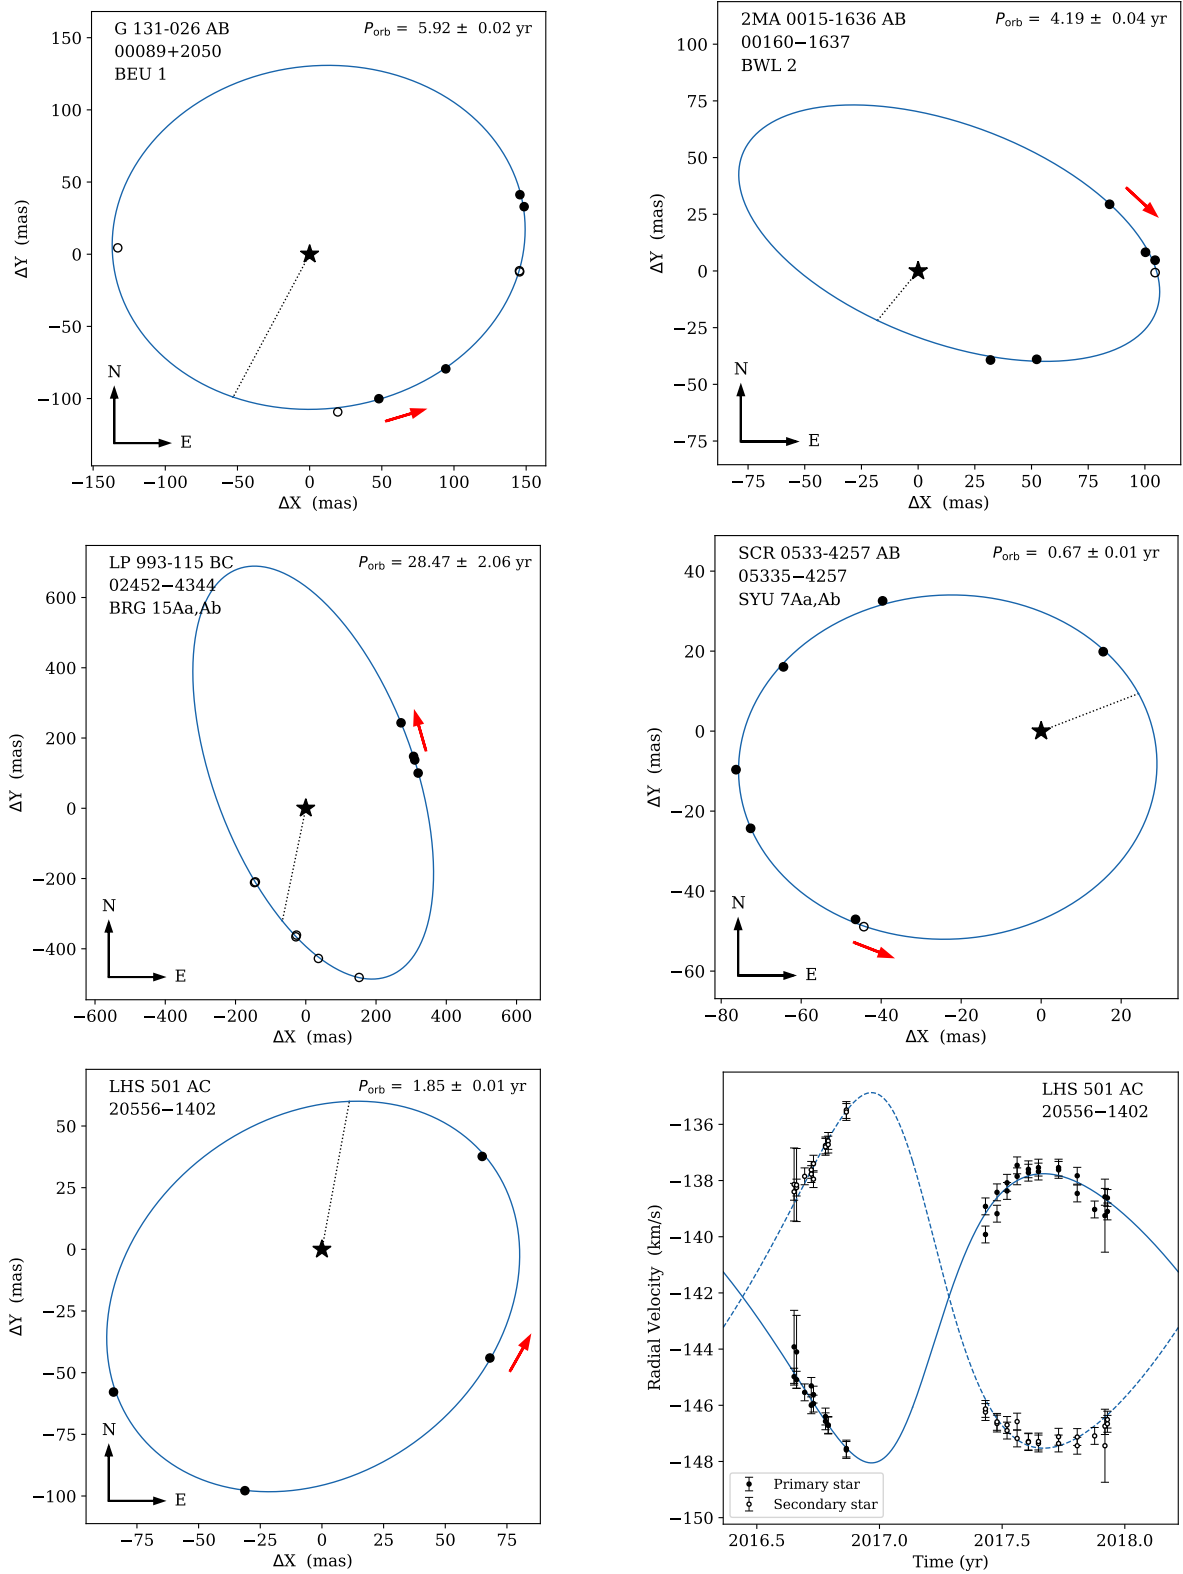 G 131-026 AB
00089+2050
BEU 1
P_orb = 5.92 ± 0.02 yr
150
100
50
0
−50
−100
ΔY (mas)
N
E
−150
−100
−50
0
50
100
150
ΔX (mas)
2MA 0015-1636 AB
00160−1637
BWL 2
P_orb = 4.19 ± 0.04 yr
100
75
50
25
0
−25
−50
−75
ΔY (mas)
N
E
−75
−50
−25
0
25
50
75
100
ΔX (mas)
LP 993-115 BC
02452−4344
BRG 15Aa,Ab
P_orb = 28.47 ± 2.06 yr
600
400
200
0
−200
−400
ΔY (mas)
N
E
−600
−400
−200
0
200
400
600
ΔX (mas)
SCR 0533-4257 AB
05335−4257
SYU 7Aa,Ab
P_orb = 0.67 ± 0.01 yr
40
20
0
−20
−40
−60
ΔY (mas)
N
E
−80
−60
−40
−20
0
20
ΔX (mas)
LHS 501 AC
20556−1402
P_orb = 1.85 ± 0.01 yr
50
25
0
−25
−50
−75
−100
ΔY (mas)
N
E
−75
−50
−25
0
25
50
75
ΔX (mas)
LHS 501 AC
20556−1402
−136
−138
−140
−142
−144
−146
−148
−150
Radial Velocity (km/s)
Primary star
Secondary star
2016.5
2017.0
2017.5
2018.0
Time (yr)